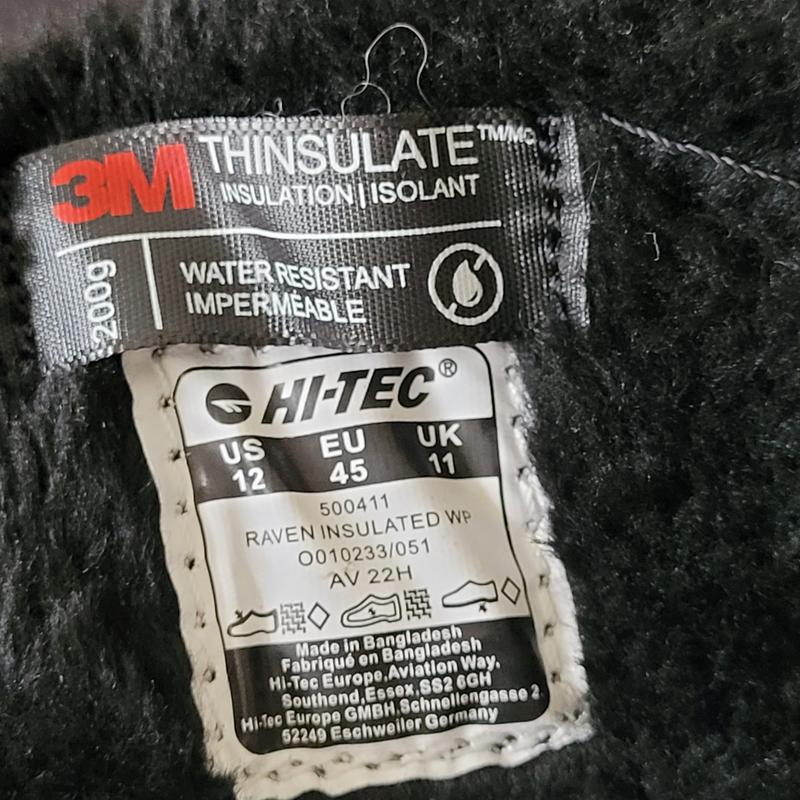 3M THINSULATE™/MC
INSULATION | ISOLANT
200g
WATER RESISTANT
IMPERMÉABLE
HI-TEC®
US EU UK
12 45 11
500411
RAVEN INSULATED WP
O010233/051
AV 22H
Made in Bangladesh
Fabriqué en Bangladesh
Hi-Tec Europe,Aviation Way,
Southend,Essex,SS2 6GH
Hi-Tec Europe GMBH,Schnellengasse 2,
52249 Eschweiler Germany